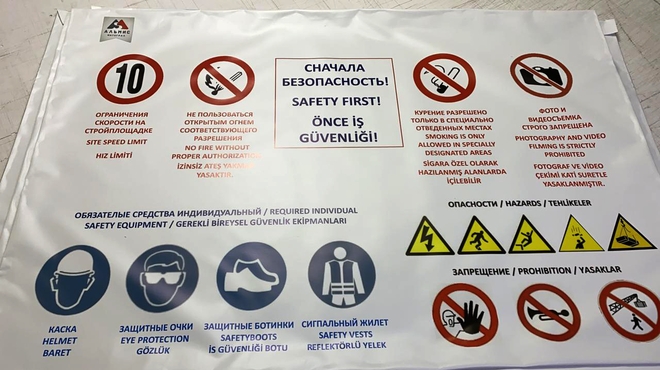 АЛЬЯНС
10
ОГРАНИЧЕНИЯ
СКОРОСТИ НА
СТРОЙПЛОЩАДКЕ
SITE SPEED LIMIT
HIZ LİMİTİ
НЕ ПОЛЬЗОВАТЬСЯ
ОТКРЫТЫМ ОГНЕМ
СООТВЕТСТВУЮЩЕГО
РАЗРЕШЕНИЯ
NO FIRE WITHOUT
PROPER AUTHORIZATION
İZİNSİZ ATEŞ YAKMAK
YASAKTIR.
СНАЧАЛА
БЕЗОПАСНОСТЬ!
SAFETY FIRST!
ÖNCE İŞ
GÜVENLİĞİ!
КУРЕНИЕ РАЗРЕШЕНО
ТОЛЬКО В СПЕЦИАЛЬНО
ОТВЕДЕННЫХ МЕСТАХ
SMOKING IS ONLY
ALLOWED IN SPECIALLY
DESIGNATED AREAS
SİGARA ÖZEL OLARAK
HAZILANMIŞ ALANLARDA
İÇİLEBİLİR
ФОТО И
ВИДЕОСЪЕМКА
СТРОГО ЗАПРЕЩЕНА
PHOTOGRAPHY AND VIDEO
FILMING IS STRICTLY
PROHIBITED
FOTOGRAF VE VİDEO
ÇEKİMİ KATI SURETLE
YASAKLANMIŞTIR.
ОБЯЗАТЕЛЫЕ СРЕДСТВА ИНДИВИДУАЛЬНЫЙ / REQUIRED INDIVIDUAL
SAFETY EQUIPMENT / GEREKLİ BİREYSEL GÜVENLİK EKİPMANLARI
КАСКА
HELMET
BARET
ЗАЩИТНЫЕ ОЧКИ
EYE PROTECTION
GÖZLÜK
ЗАЩИТНЫЕ БОТИНКИ
SAFETYBOOTS
İŞ GÜVENLİĞİ BOTU
СИГПАЛЬНЫЙ ЖИЛЕТ
SAFETY VESTS
REFLEKTÖRLÜ YELEK
ОПАСНОСТИ / HAZARDS / TEHLİKELER
ЗАПРЕЩЕНИЕ / PROHIBITION / YASAKLAR